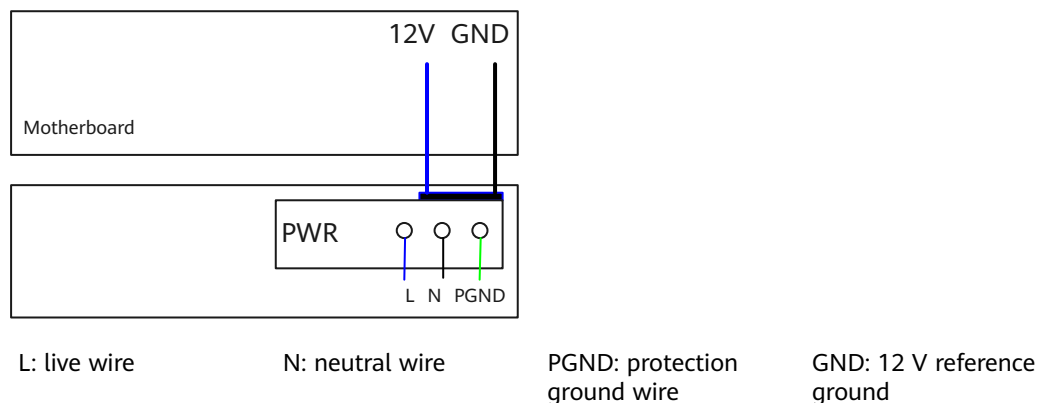 12V GND
Motherboard
PWR
L N PGND
L: live wire
N: neutral wire
PGND: protection
ground wire
GND: 12 V reference
ground